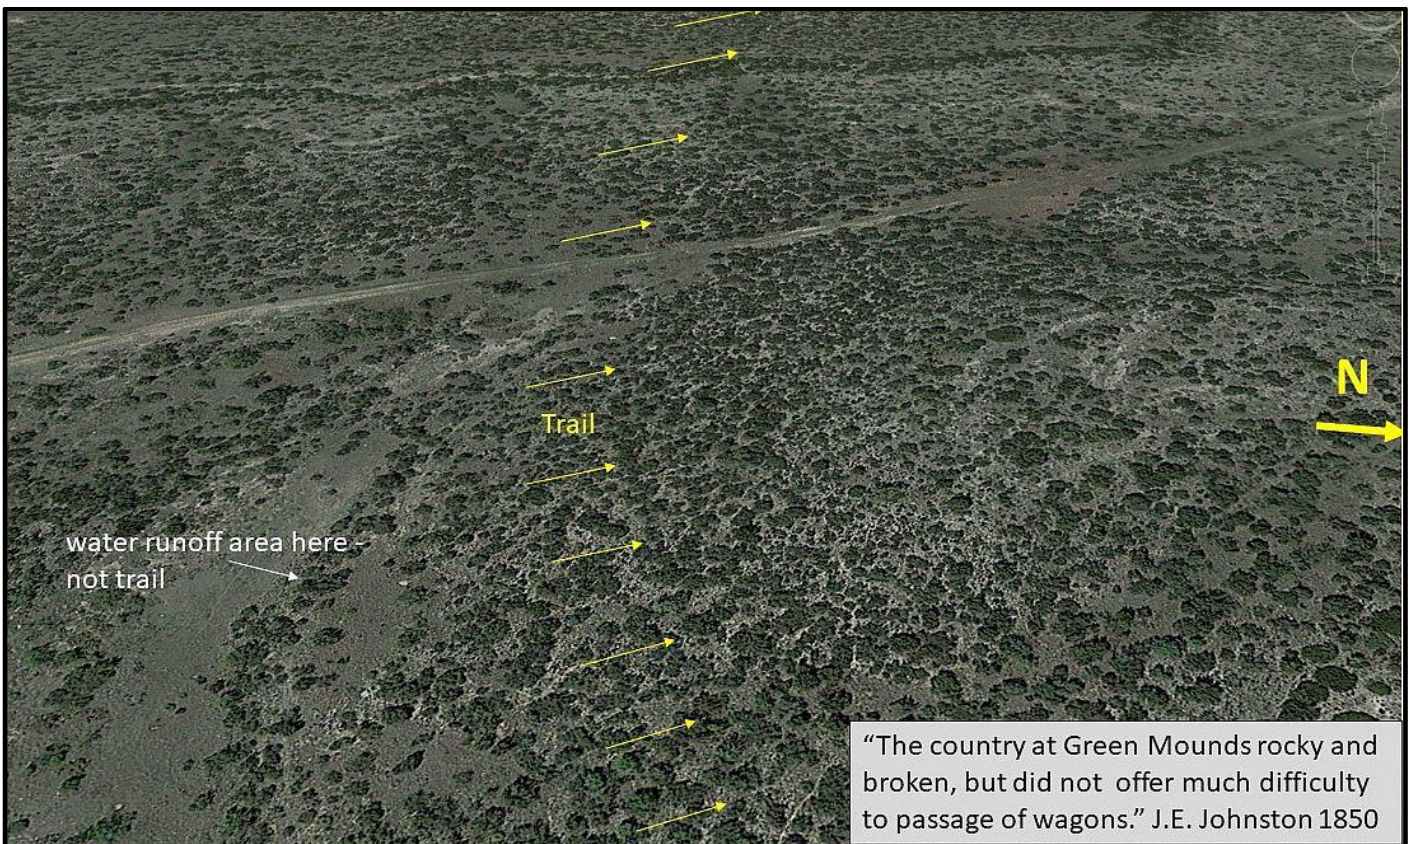 N
Trail
water runoff area here -
not trail
“The country at Green Mounds rocky and
broken, but did not  offer much difficulty
to passage of wagons.” J.E. Johnston 1850